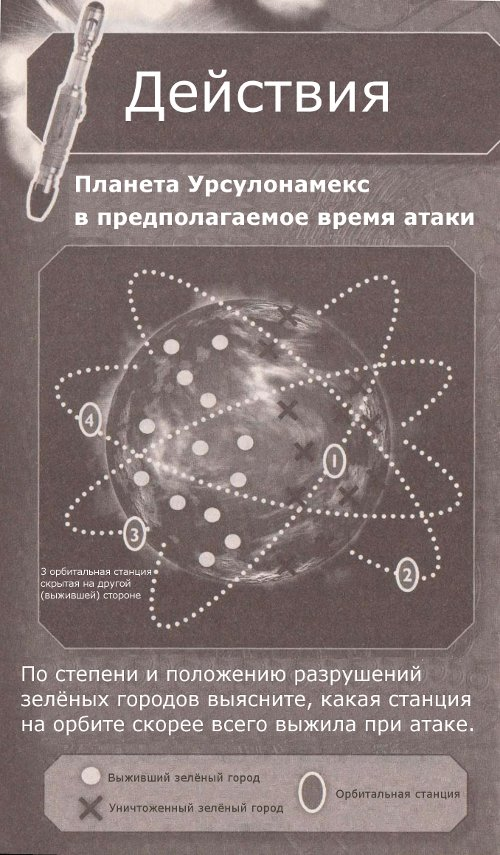 Действия
Планета Урсулонамекс
в предполагаемое время атаки
4
1
3
2
3 орбитальная станция
скрытая на другой
(выжившей) стороне
По степени и положению разрушений
зелёных городов выясните, какая станция
на орбите скорее всего выжила при атаке.
Выживший зелёный город
Уничтоженный зелёный город
Орбитальная станция